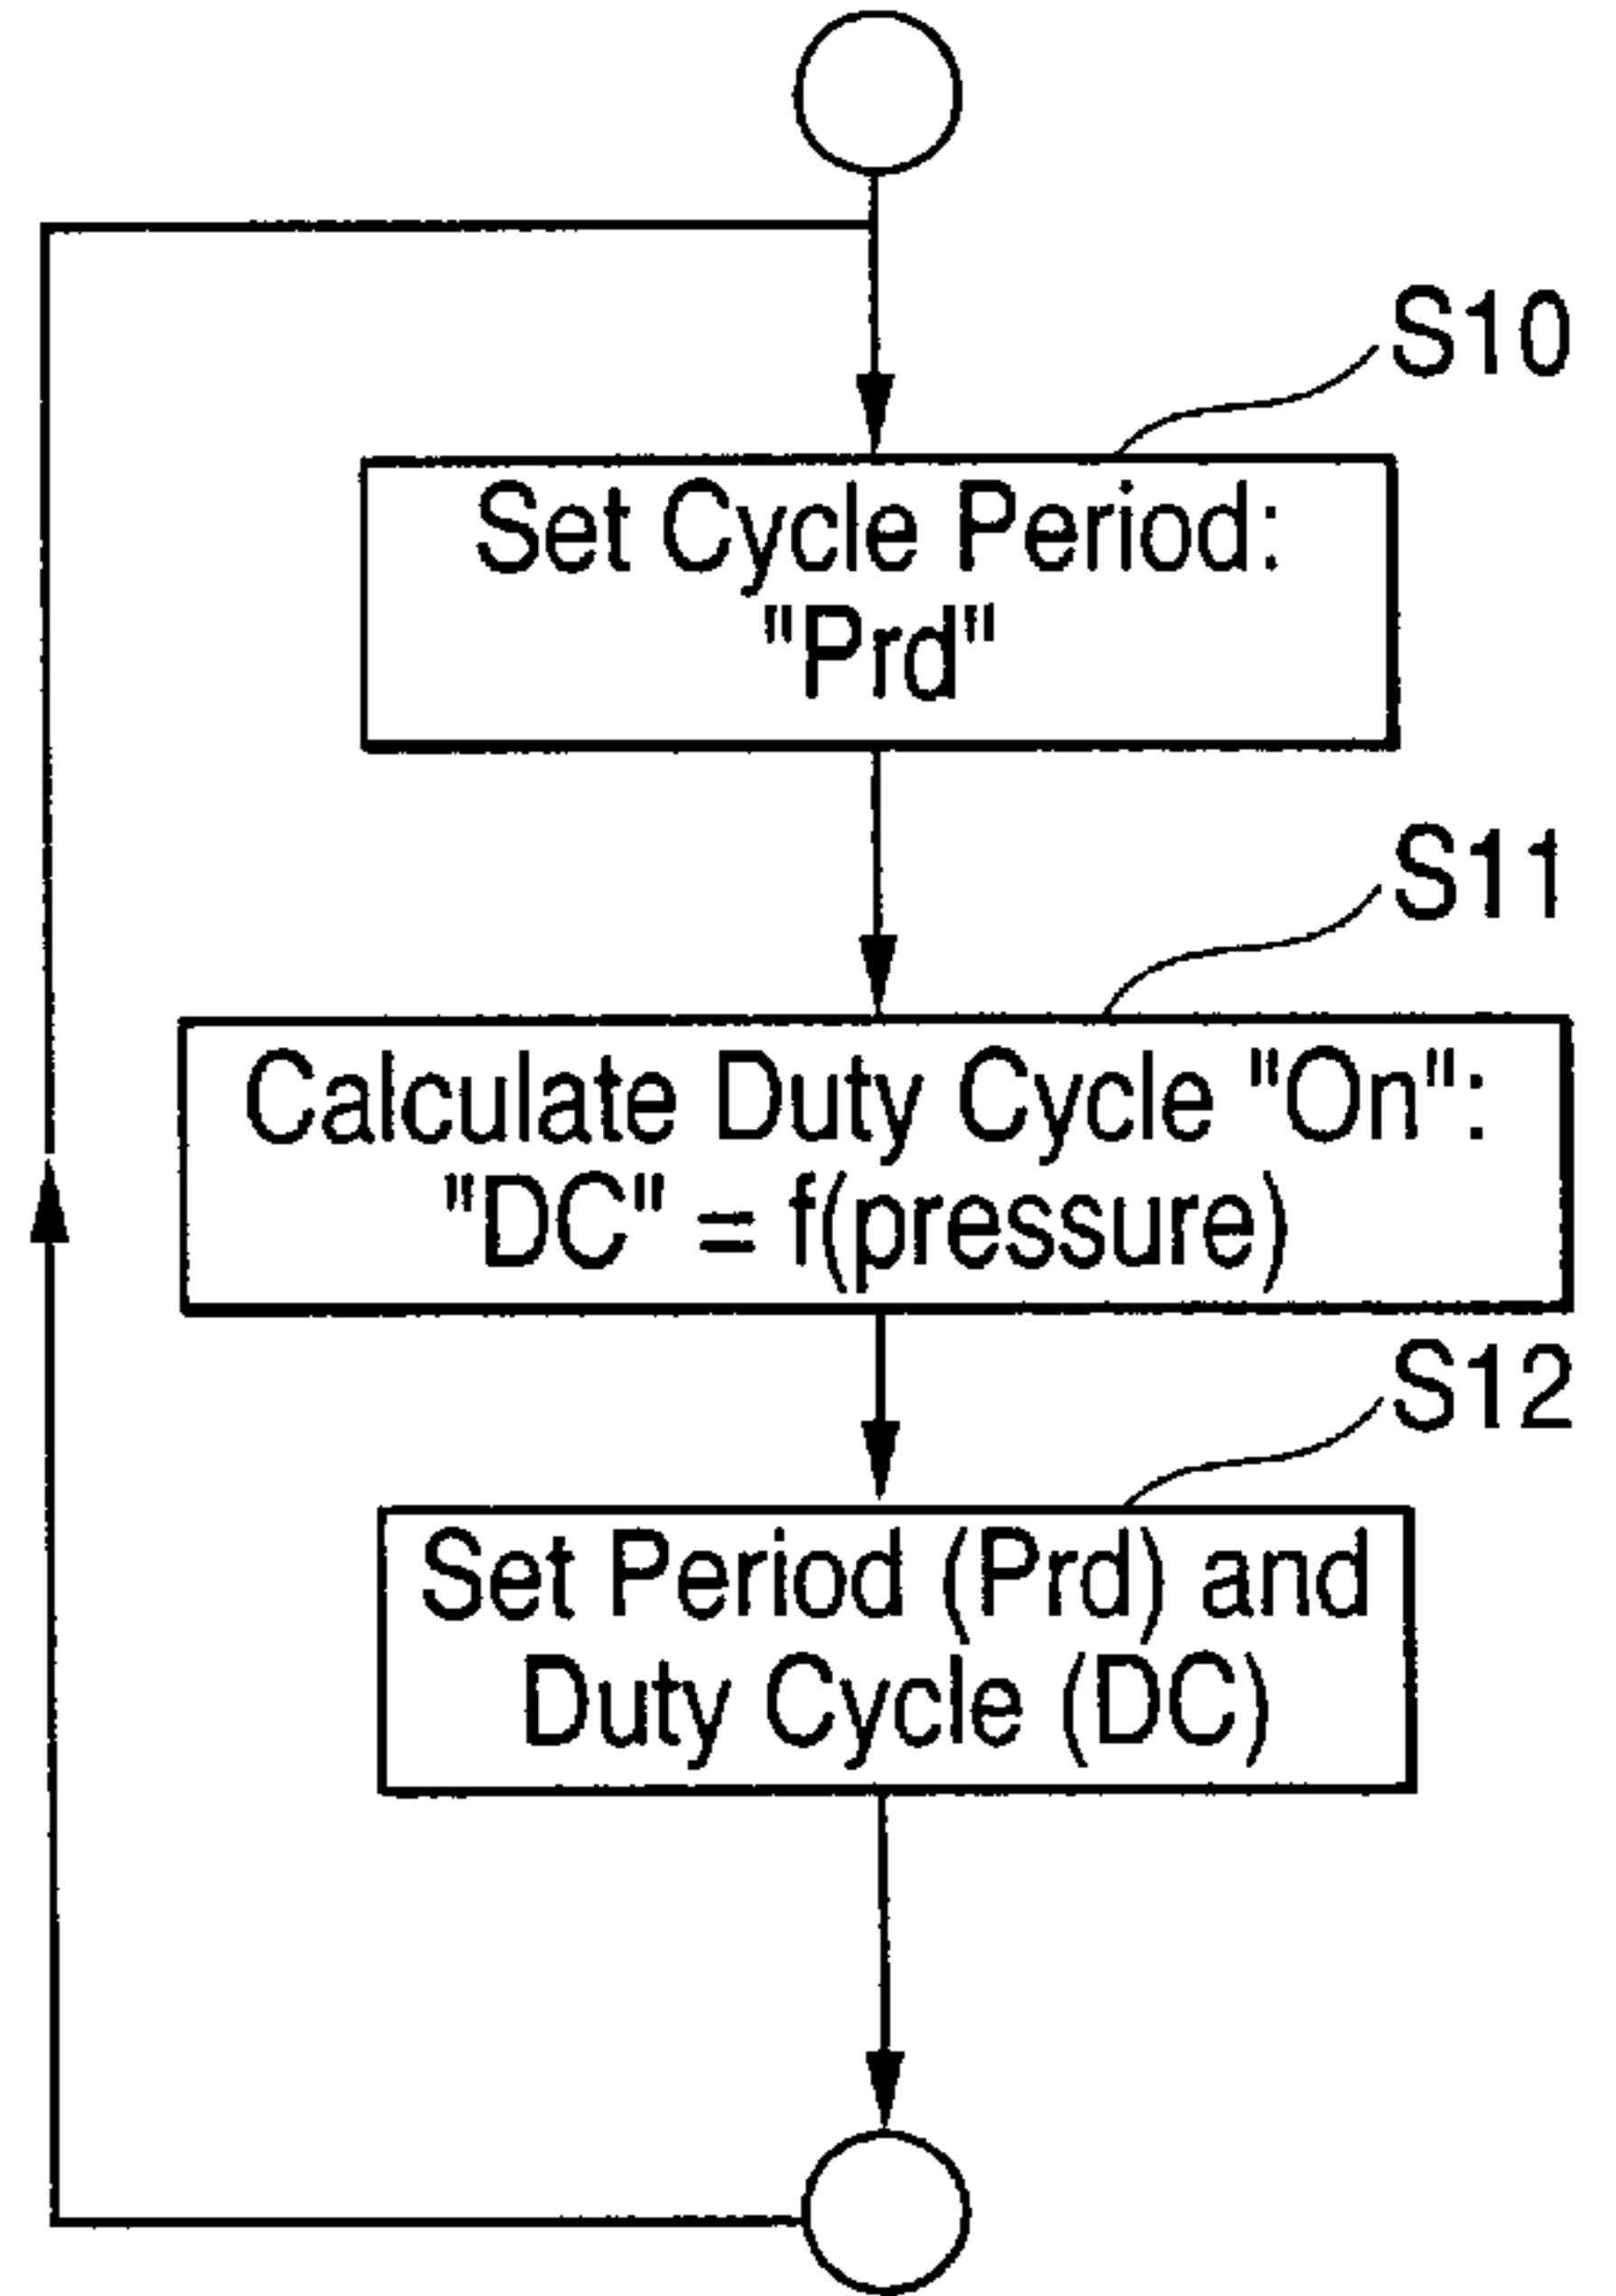 S10
Set Cycle Period:
"Prd"
S11
Calculate Duty Cycle "On":
"DC" = f(pressure)
S12
Set Period (Prd) and
Duty Cycle (DC)